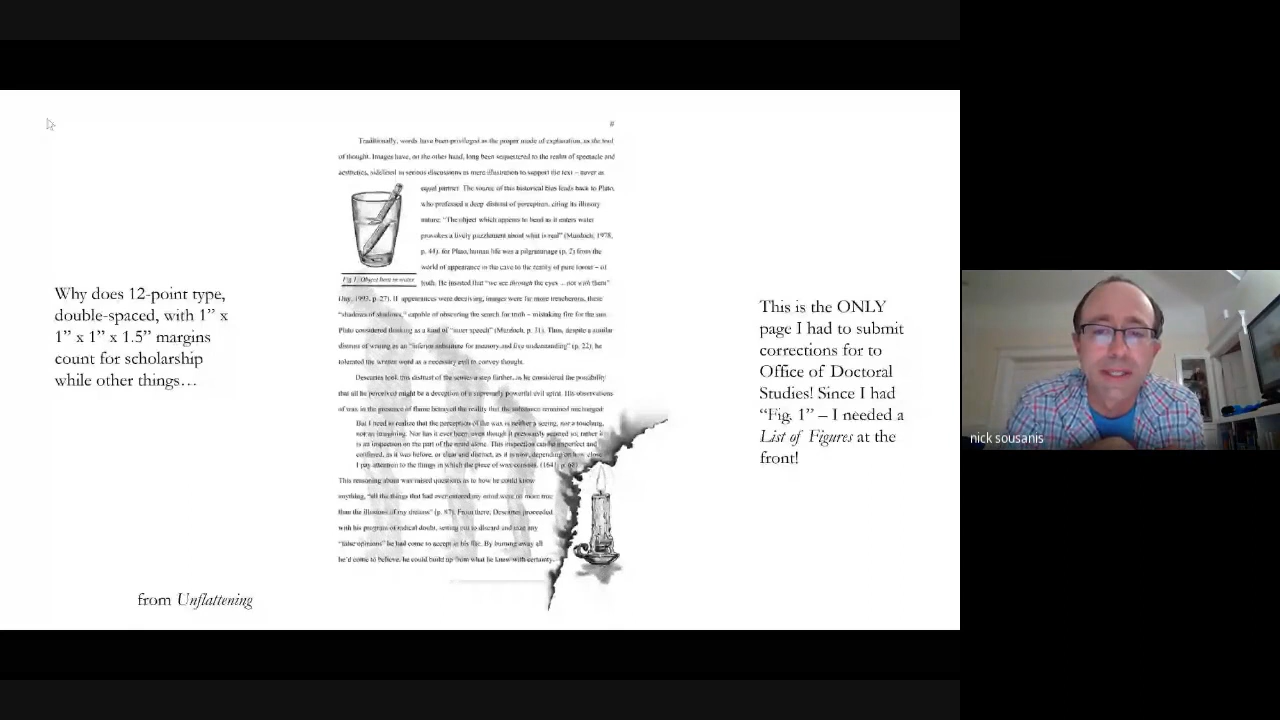 Why does 12-point type,
double-spaced, with 1” x
1” x 1” x 1.5” margins
count for scholarship
while other things…
from Unflattening
#
Traditionally, words have been privileged as the proper mode of explanation, as the tool
of thought. Images have, on the other hand, long been sequestered to the realm of spectacle and
aesthetics, sidelined in serious discussions as mere illustration to support the text – never as
equal partner. The source of this historical bias leads back to Plato,
who professed a deep distrust of perception, citing its illusory
nature: “The object which appears to bend as it enters water
provokes a lively puzzlement about what is real” (Murdoch, 1978,
p. 44). for Plato, human life was a pilgrimage (p. 2) from the
world of appearance in the cave to the reality of pure forms – of
truth. He insisted that “we see through the eyes ... not with them”
Fig 1. Object bent in water
(Jay, 1993, p. 27). If appearances were deceiving, images were far more treacherous, these
“shadows of shadows,” capable of obscuring the search for truth – mistaking fire for the sun.
Plato considered thinking as a kind of “inner speech” (Murdoch, p. 31). Thus, despite a similar
distrust of writing as an “inferior substitute for memory and live understanding” (p. 22), he
tolerated the written word as a necessary evil to convey thought.
Descartes took this distrust of the senses a step further, as he considered the possibility
that all he perceived might be a deception of a supremely powerful evil spirit. His observations
of wax in the presence of flame betrayed the reality that the substance remained unchanged:
But I need to realize that the perception of the wax is neither a seeing, nor a touching,
nor an imagining. Nor has it ever been, even though it previously seemed so; rather it
is an inspection on the part of the mind alone. This inspection can be imperfect and
confused, as it was before, or clear and distinct, as it is now, depending on how close
I pay attention to the things in which the piece of wax consists. (1641, p. 68)
This reasoning about wax raised questions as to how he could know
anything, “all the things that had ever entered my mind were no more true
than the illusions of my dreams” (p. 87). From there, Descartes proceeded
with his program of radical doubt, setting out to discard and raze any
“false opinions” he had come to accept in his life. By burning away all
he’d come to believe, he could build up from what he knew with certainty.
This is the ONLY
page I had to submit
corrections for to
Office of Doctoral
Studies! Since I had
“Fig. 1” – I needed a
List of Figures at the
front!
nick sousanis